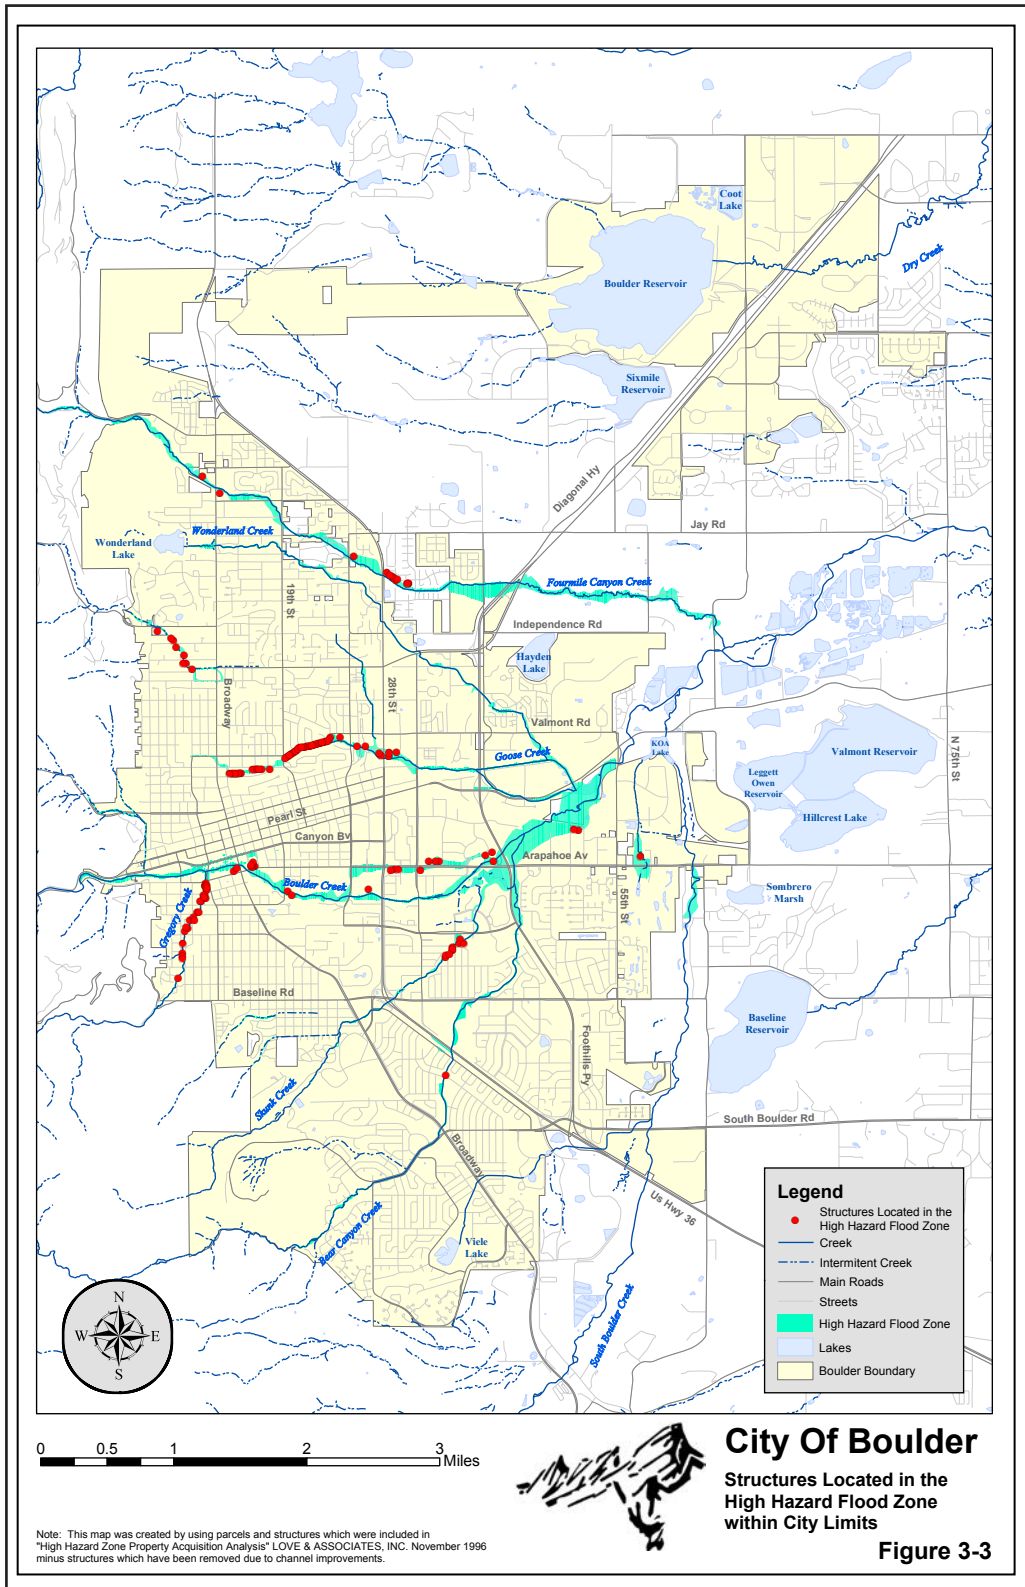 Coot
Lake
Dry Creek
Boulder Reservoir
Sixmile
Reservoir
Diagonal Hy
Jay Rd
Wonderland Creek
Wonderland
Lake
Fourmile Canyon Creek
19th St
Independence Rd
Hayden
Lake
Broadway
28th St
Valmont Rd
Goose Creek
KOA
Lake
Valmont Reservoir
N 75th St
Leggett
Owen
Reservoir
Hillcrest Lake
Pearl St
Canyon Bv
Arapahoe Av
Boulder Creek
Gregory Creek
55th St
Sombrero
Marsh
Baseline Rd
Baseline
Reservoir
Foothills Py
Skunk Creek
South Boulder Rd
Broadway
Us Hwy 36
Bear Canyon Creek
Viele
Lake
South Boulder Creek
Legend
Structures Located in the
High Hazard Flood Zone
Creek
Intermitent Creek
Main Roads
Streets
High Hazard Flood Zone
Lakes
Boulder Boundary
N
W E
S
0 0.5 1 2 3
Miles
City Of Boulder
Structures Located in the
High Hazard Flood Zone
within City Limits
Figure 3-3
Note: This map was created by using parcels and structures which were included in
"High Hazard Zone Property Acquisition Analysis" LOVE & ASSOCIATES, INC. November 1996
minus structures which have been removed due to channel improvements.